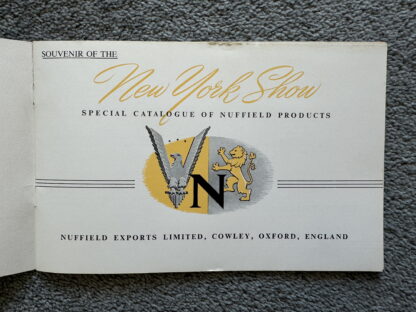 SOUVENIR OF THE
New York Show
SPECIAL CATALOGUE OF NUFFIELD PRODUCTS
N
NUFFIELD EXPORTS LIMITED, COWLEY, OXFORD, ENGLAND